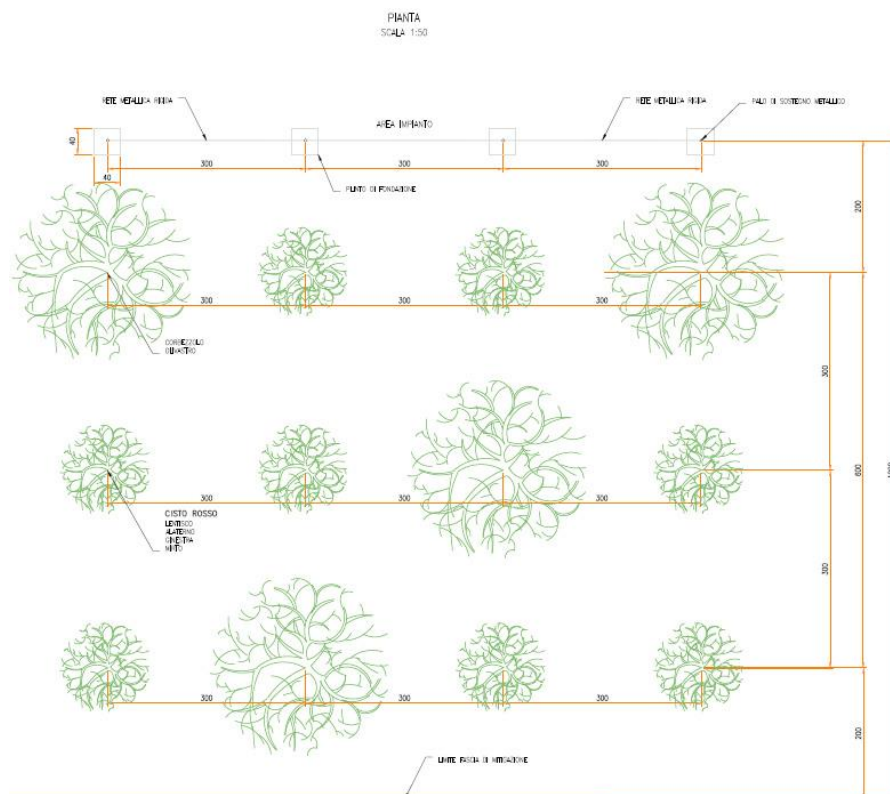 PIANTA
SCALA 1:50
RETE METALLICA RIGIDA
RETE METALLICA RIGIDA
PALO DI SOSTEGNO METALLICO
AREA IMPIANTO
40
300
300
300
40
PLINTO DI FONDAZIONE
200
300
300
300
CORBEZZOLO
OLIVASTRO
300
600
300
300
300
CISTO ROSSO
LENTISCO
ALATERNO
GINESTRA
MIRTO
300
300
300
300
200
LIMITE FASCIA DI MITIGAZIONE